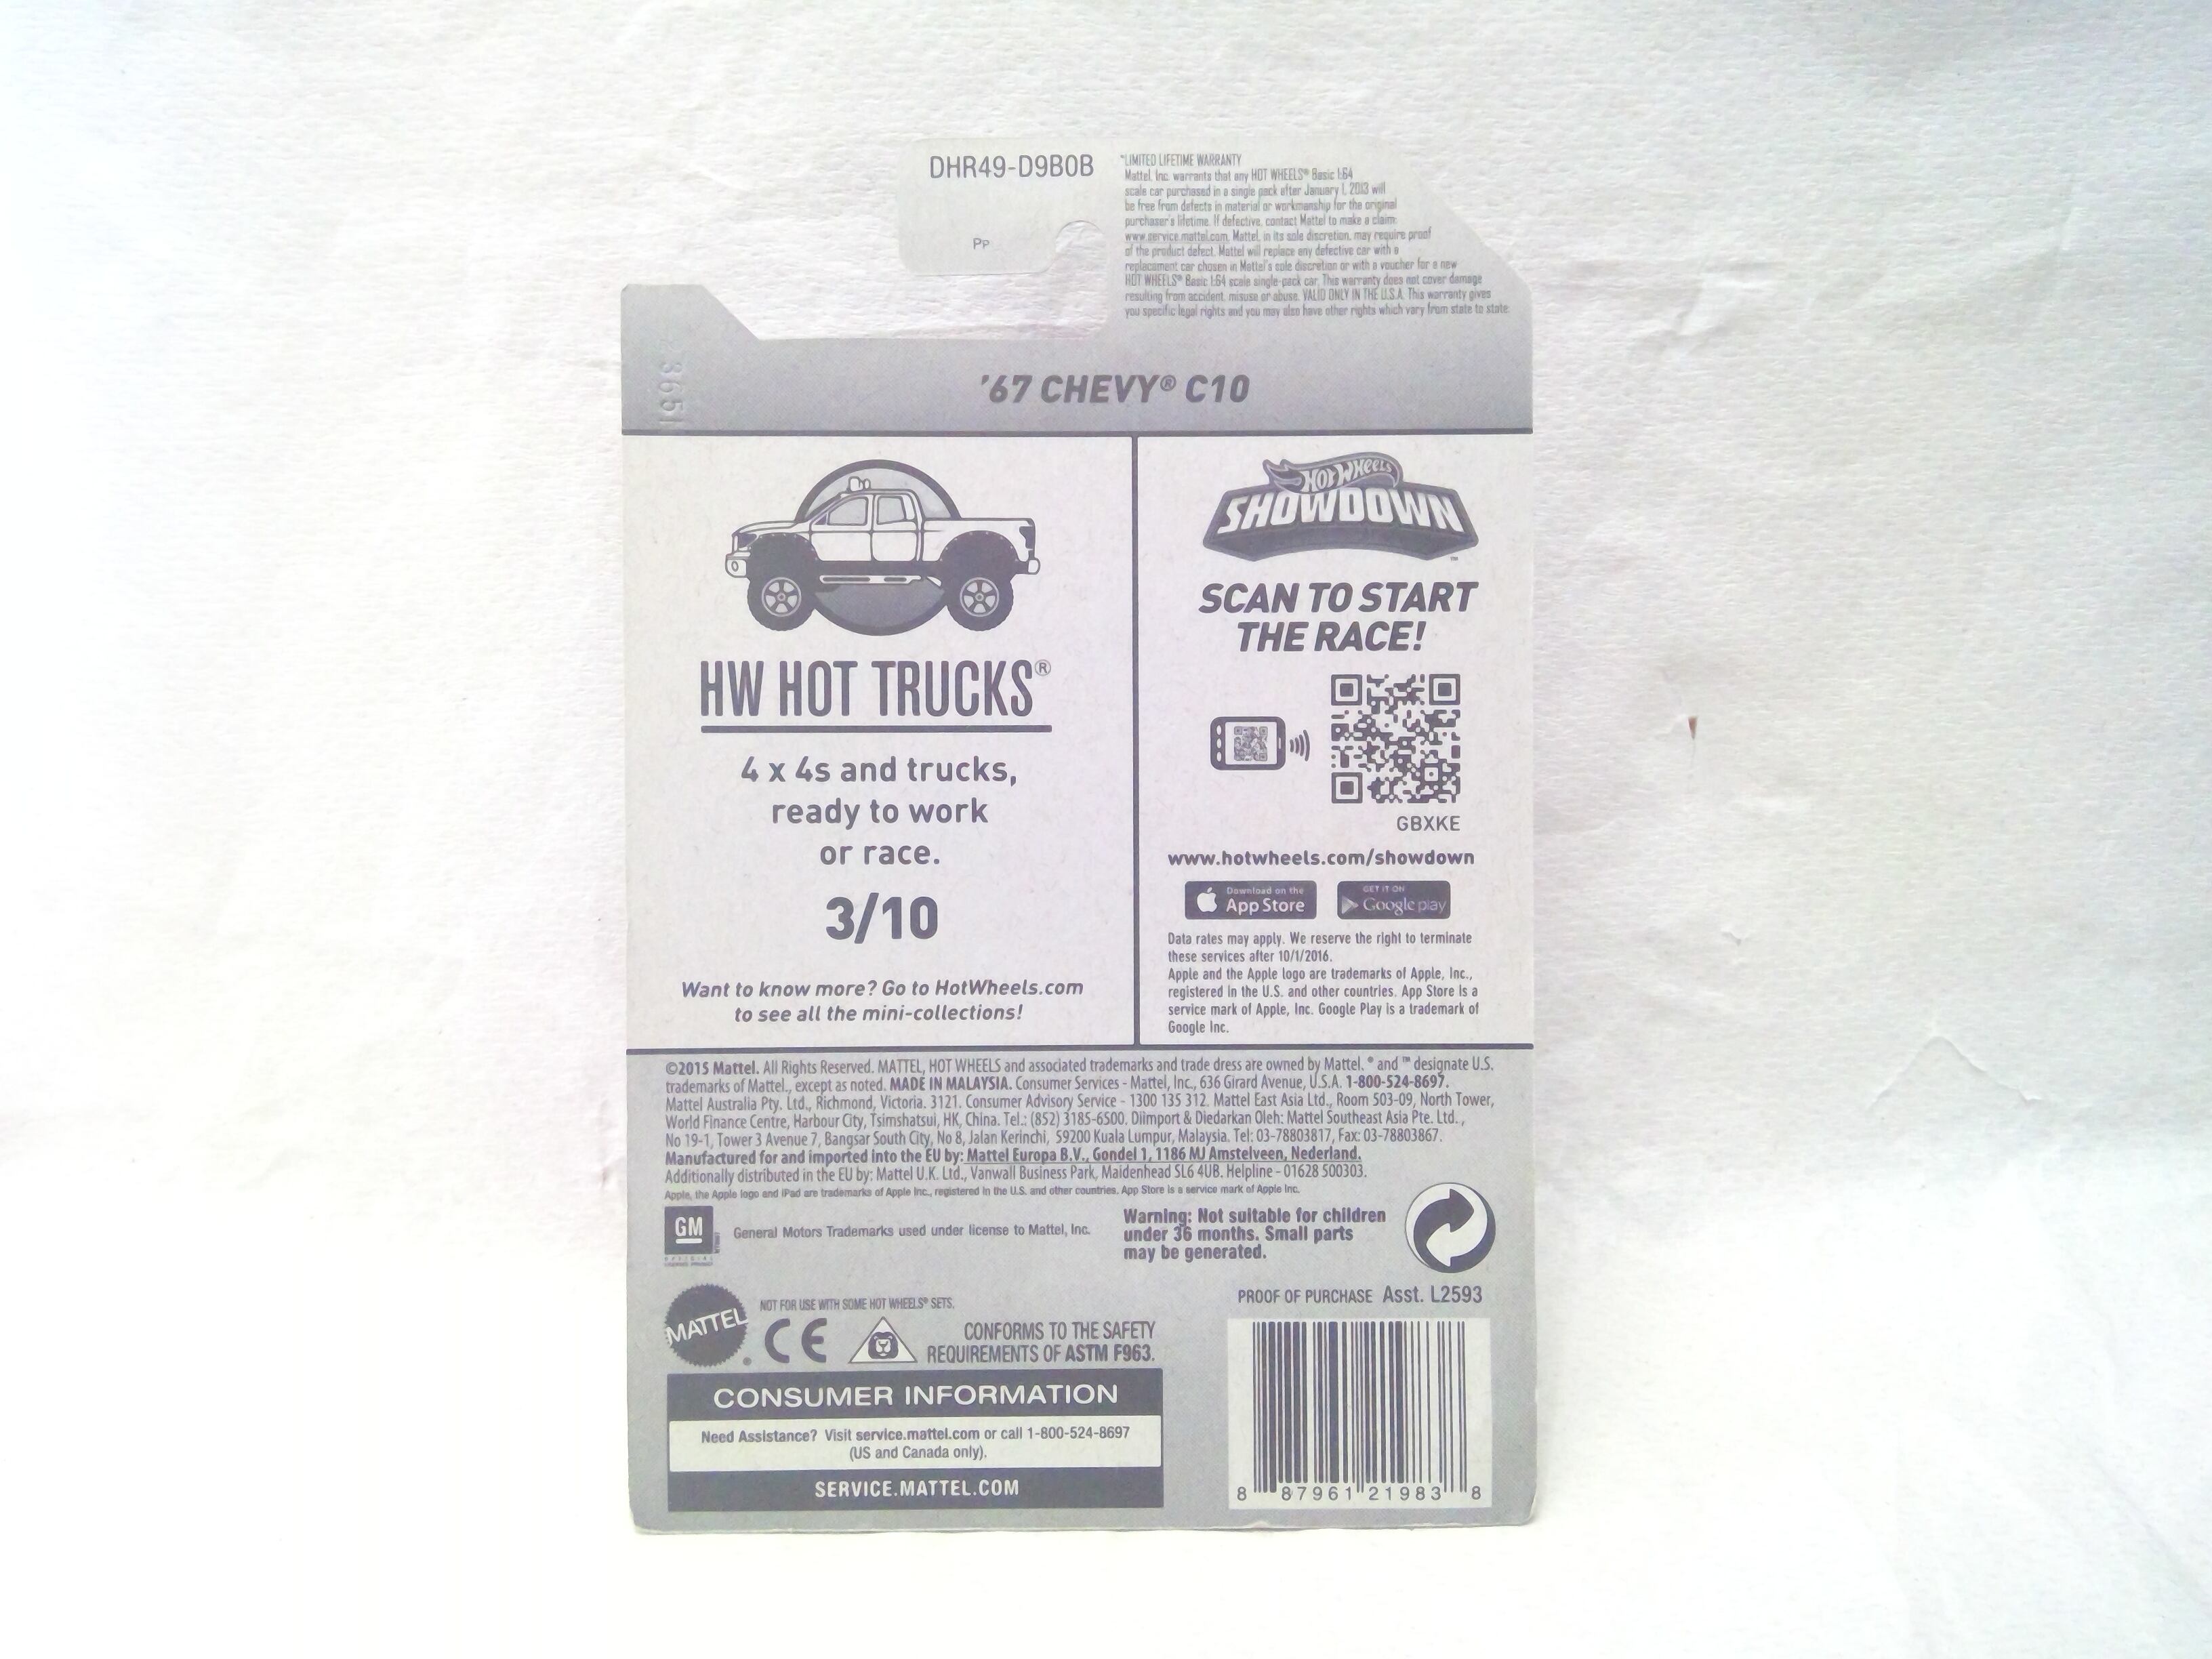 DHR49-D9B0B
Pp
*LIMITED LIFETIME WARRANTY
Mattel, Inc. warrants that any HOT WHEELS® Basic 1:64
scale car purchased in a single pack after January 1, 2013 will
be free from defects in material or workmanship for the original
purchaser's lifetime. If defective, contact Mattel to make a claim:
www.service.mattel.com. Mattel, in its sole discretion, may require proof
of the product defect. Mattel will replace any defective car with a
replacement car chosen in Mattel's sole discretion or with a voucher for a new
HOT WHEELS® Basic 1:64 scale single-pack car. This warranty does not cover damage
resulting from accident, misuse or abuse. VALID ONLY IN THE U.S.A. This warranty gives
you specific legal rights and you may also have other rights which vary from state to state.
'67 CHEVY® C10
HW HOT TRUCKS®
4 x 4s and trucks,
ready to work
or race.
3/10
Want to know more? Go to HotWheels.com
to see all the mini-collections!
HOT WHEELS
SHOWDOWN™
SCAN TO START
THE RACE!
GBXKE
www.hotwheels.com/showdown
Download on the
App Store
GET IT ON
Google play
Data rates may apply. We reserve the right to terminate
these services after 10/1/2016.
Apple and the Apple logo are trademarks of Apple, Inc.,
registered in the U.S. and other countries. App Store is a
service mark of Apple, Inc. Google Play is a trademark of
Google Inc.
©2015 Mattel. All Rights Reserved. MATTEL, HOT WHEELS and associated trademarks and trade dress are owned by Mattel. ® and ™ designate U.S.
trademarks of Mattel., except as noted. MADE IN MALAYSIA. Consumer Services - Mattel, Inc., 636 Girard Avenue, U.S.A. 1-800-524-8697.
Mattel Australia Pty. Ltd., Richmond, Victoria. 3121. Consumer Advisory Service - 1300 135 312. Mattel East Asia Ltd., Room 503-09, North Tower,
World Finance Centre, Harbour City, Tsimshatsui, HK, China. Tel.: (852) 3185-6500. Diimport & Diedarkan Oleh: Mattel Southeast Asia Pte. Ltd.,
No 19-1, Tower 3 Avenue 7, Bangsar South City, No 8, Jalan Kerinchi, 59200 Kuala Lumpur, Malaysia. Tel: 03-78803817, Fax: 03-78803867.
Manufactured for and imported into the EU by: Mattel Europa B.V., Gondel 1, 1186 MJ Amstelveen, Nederland.
Additionally distributed in the EU by: Mattel U.K. Ltd., Vanwall Business Park, Maidenhead SL6 4UB. Helpline - 01628 500303.
Apple, the Apple logo and iPad are trademarks of Apple Inc., registered in the U.S. and other countries. App Store is a service mark of Apple Inc.
GM
General Motors Trademarks used under license to Mattel, Inc.
Warning: Not suitable for children
under 36 months. Small parts
may be generated.
PROOF OF PURCHASE Asst. L2593
MATTEL®
NOT FOR USE WITH SOME HOT WHEELS® SETS.
CE
CONFORMS TO THE SAFETY
REQUIREMENTS OF ASTM F963.
CONSUMER INFORMATION
Need Assistance? Visit service.mattel.com or call 1-800-524-8697
(US and Canada only).
SERVICE.MATTEL.COM
8 87961 21983 8